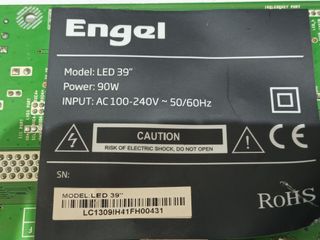 Engel
Model: LED 39"
Power: 90W
INPUT: AC 100-240V ~ 50/60Hz
CAUTION
RISK OF ELECTRIC SHOCK, DO NOT OPEN
SN:
MODEL:LED 39"
LC1309IH41FH00431
RoHS